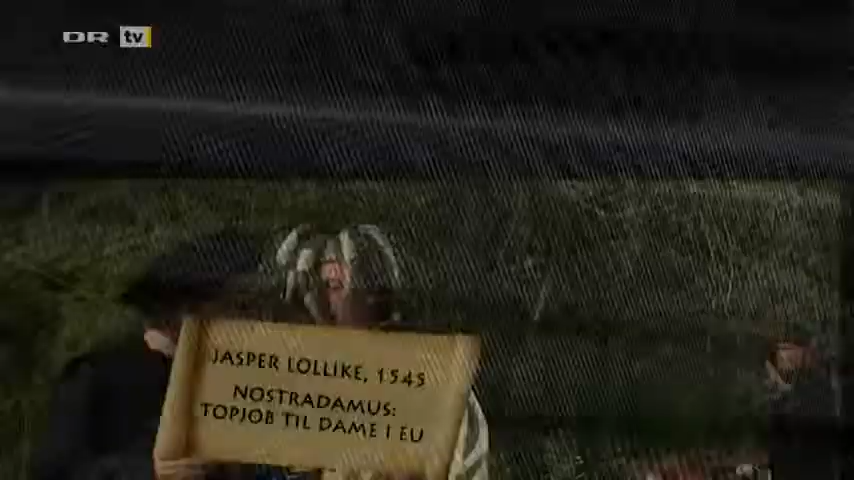 DR tv
JASPER LOLLIKE, 1545
NOSTRADAMUS:
TOPJOB TIL DAME I EU